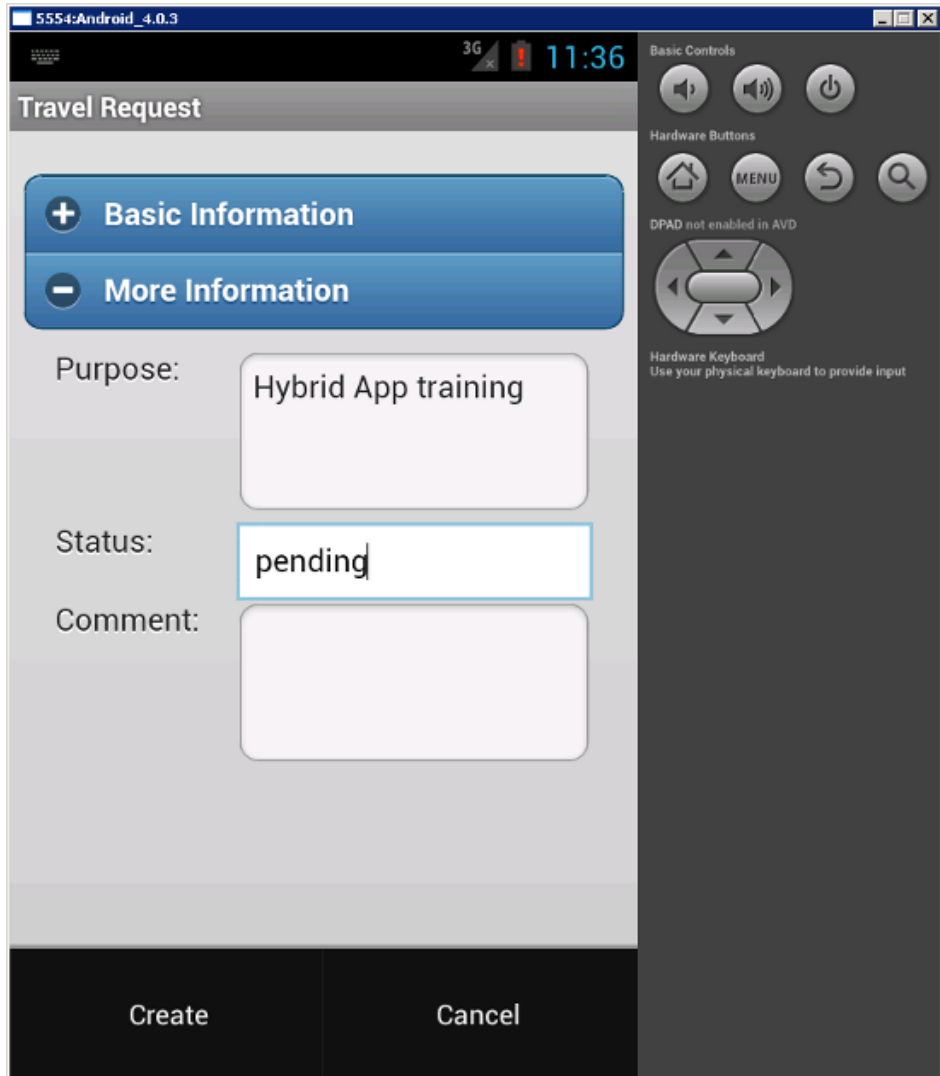 5554:Android_4.0.3
3G 11:36
Travel Request
Basic Information
More Information
Purpose:
Hybrid App training
Status:
pending
Comment:
Create
Cancel
Basic Controls
Hardware Buttons
MENU
DPAD not enabled in AVD
Hardware Keyboard
Use your physical keyboard to provide input